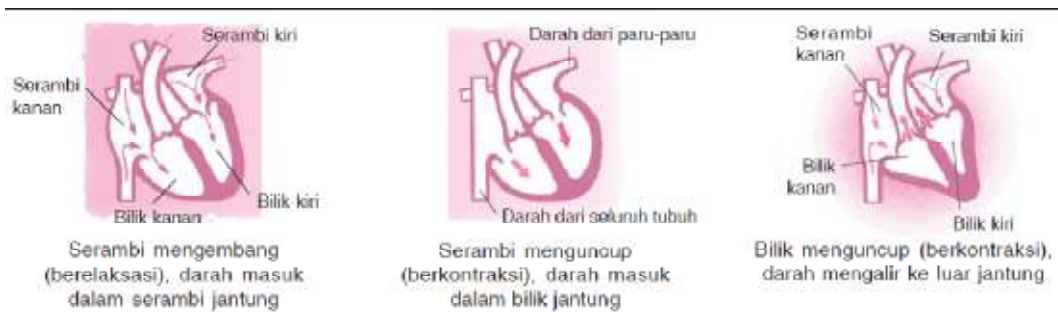 Serambi kiri
Serambi
kanan
Bilik kanan
Bilik kiri
Serambi mengembang
(berelaksasi), darah masuk
dalam serambi jantung
Darah dari paru-paru
Darah dari seluruh tubuh
Serambi menguncup
(berkontraksi), darah masuk
dalam bilik jantung
Serambi
kanan
Serambi kiri
Bilik
kanan
Bilik kiri
Bilik menguncup (berkontraksi),
darah mengalir ke luar jantung